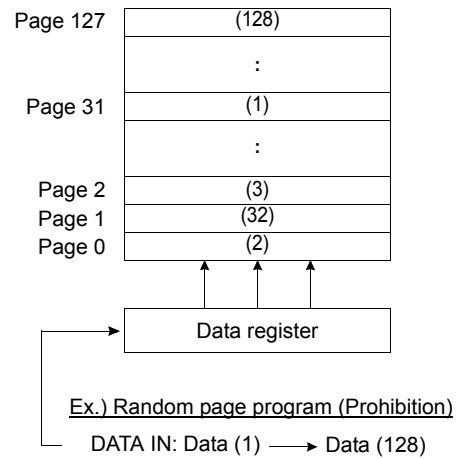 Page 127 (128)
:
Page 31 (1)
:
Page 2 (3)
Page 1 (32)
Page 0 (2)
Data register
Ex.) Random page program (Prohibition)
DATA IN: Data (1) Data (128)